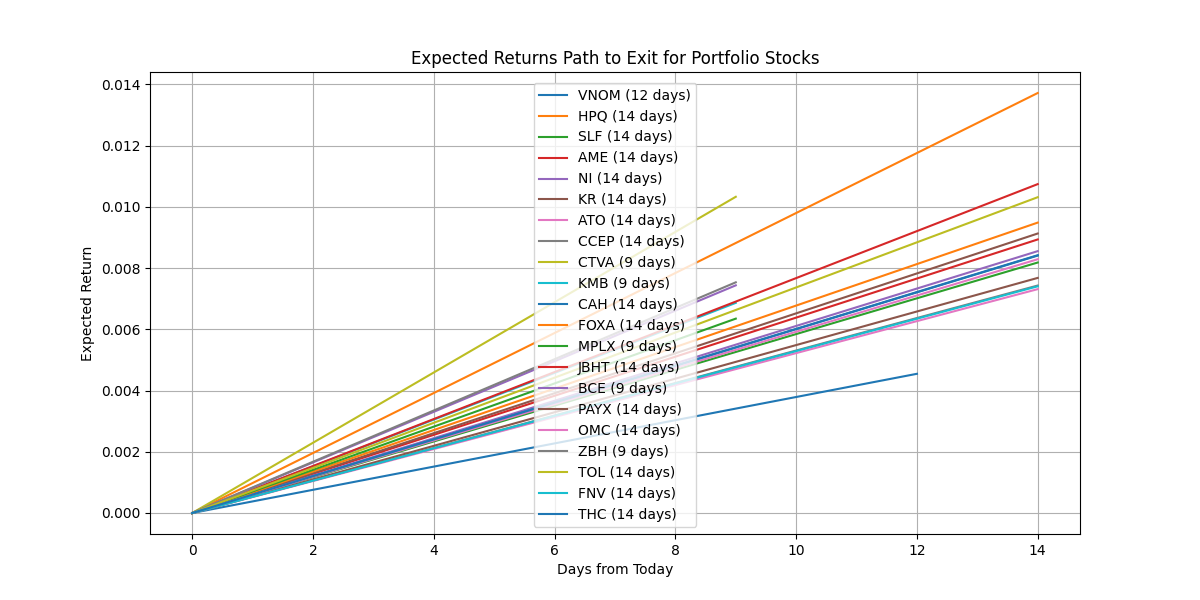 Expected Returns Path to Exit for Portfolio Stocks
0.014
0.012
0.010
0.008
0.006
0.004
0.002
0.000
Expected Return
VNOM (12 days)
HPQ (14 days)
SLF (14 days)
AME (14 days)
NI (14 days)
KR (14 days)
ATO (14 days)
CCEP (14 days)
CTVA (9 days)
KMB (9 days)
CAH (14 days)
FOXA (14 days)
MPLX (9 days)
JBHT (14 days)
BCE (9 days)
PAYX (14 days)
OMC (14 days)
ZBH (9 days)
TOL (14 days)
FNV (14 days)
THC (14 days)
0 2 4 6 8 10 12 14
Days from Today